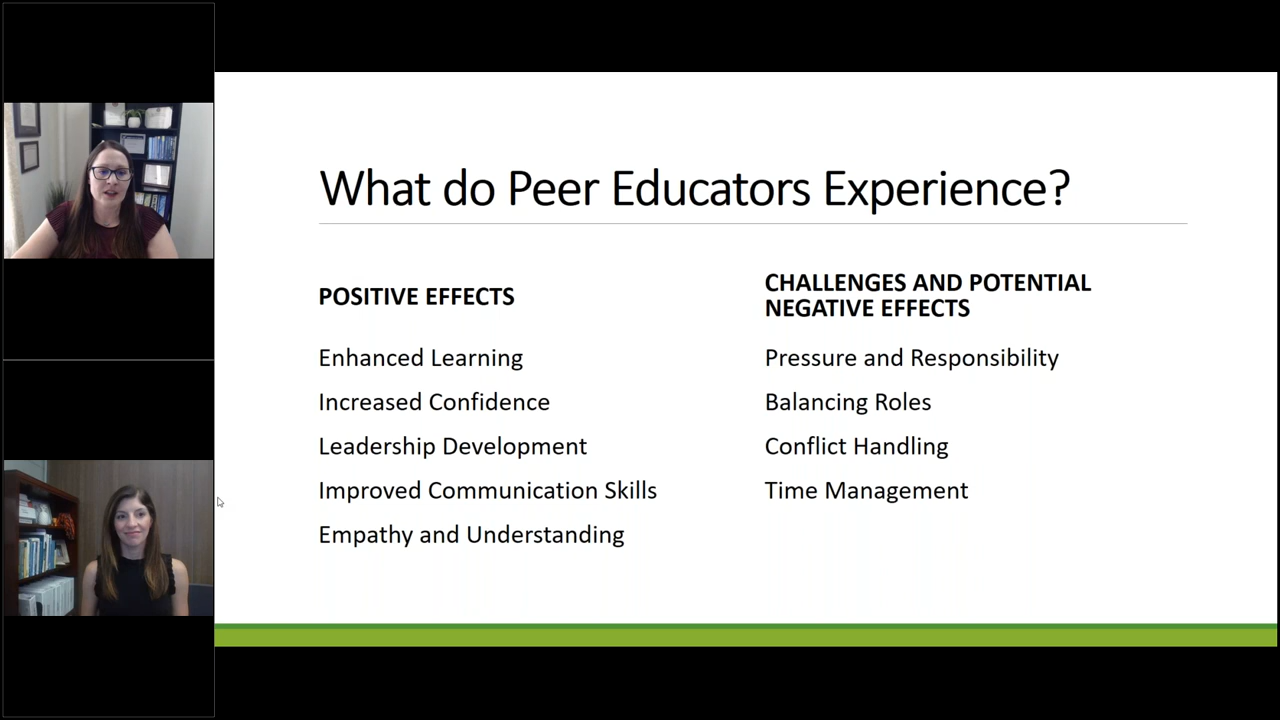 What do Peer Educators Experience?
POSITIVE EFFECTS
Enhanced Learning
Increased Confidence
Leadership Development
Improved Communication Skills
Empathy and Understanding
CHALLENGES AND POTENTIAL
NEGATIVE EFFECTS
Pressure and Responsibility
Balancing Roles
Conflict Handling
Time Management